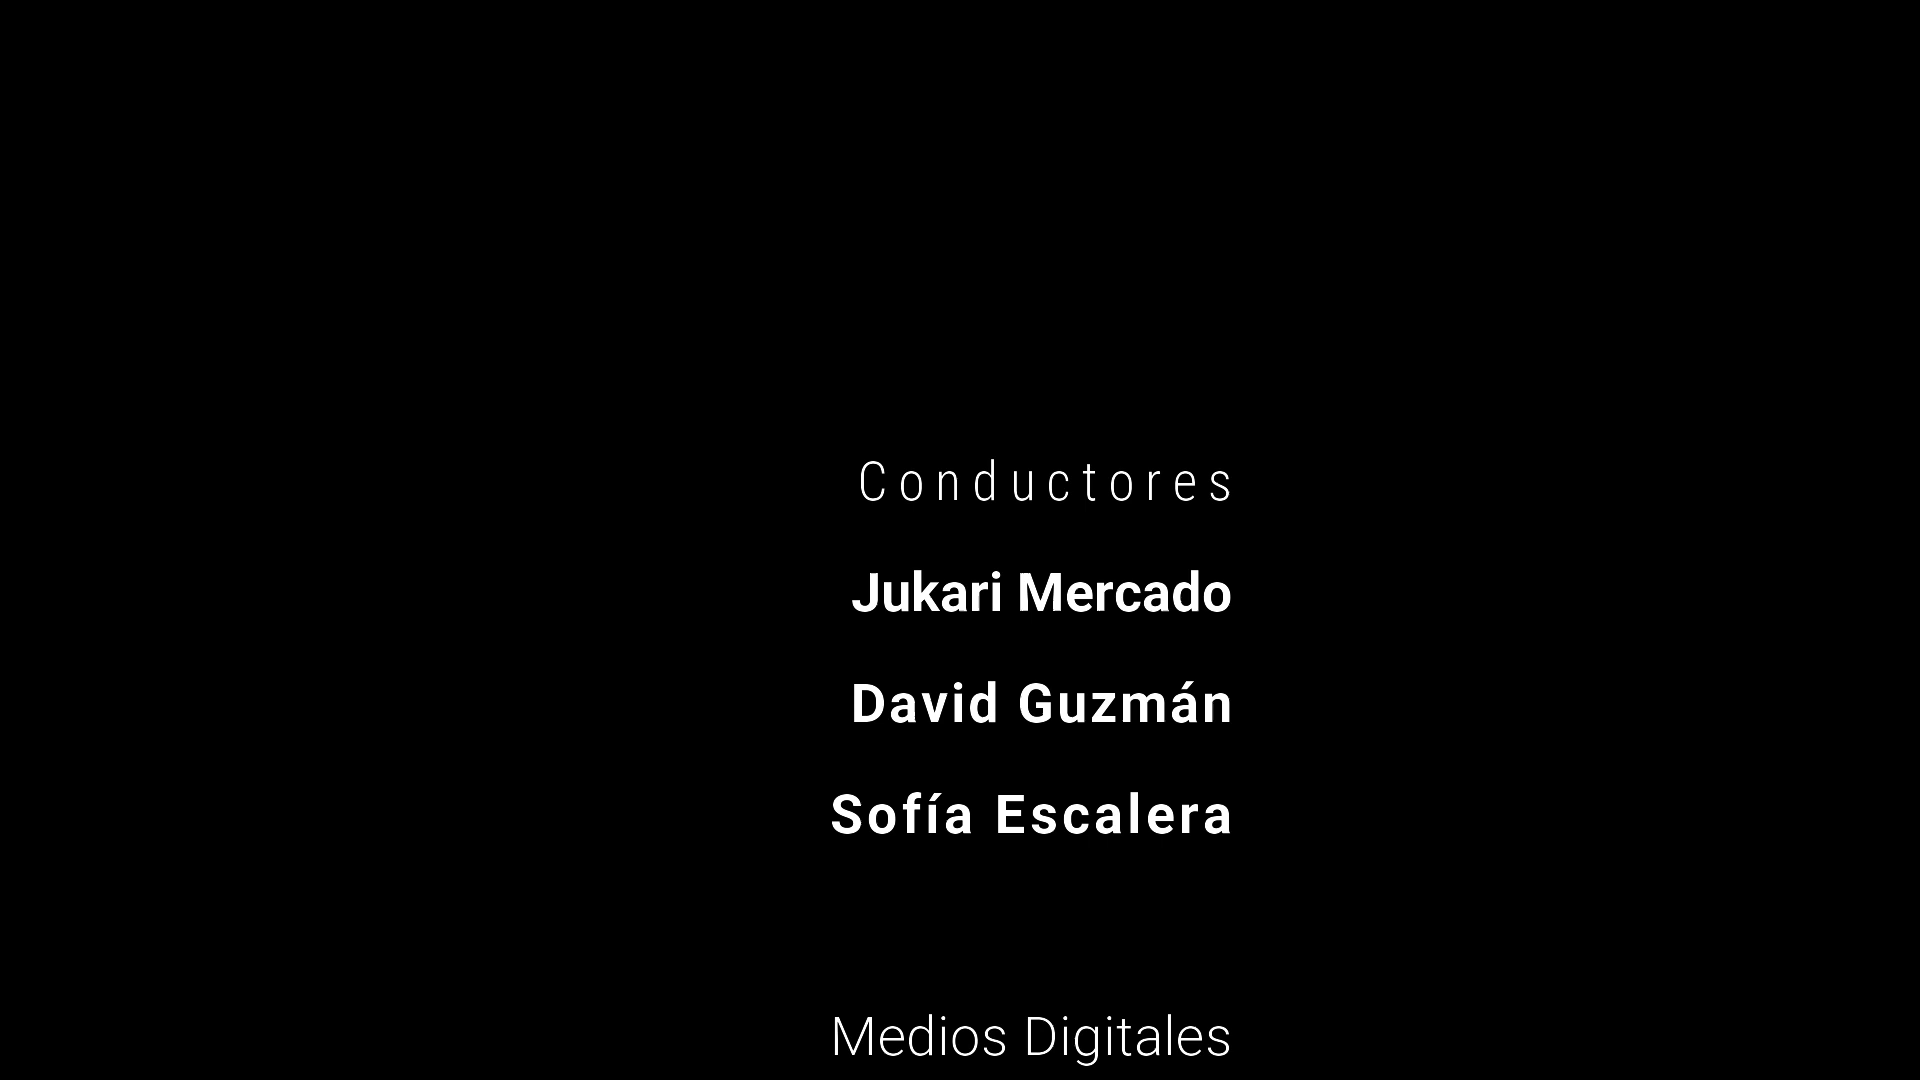 Conductores
Jukari Mercado
David Guzmán
Sofía Escalera
Medios Digitales